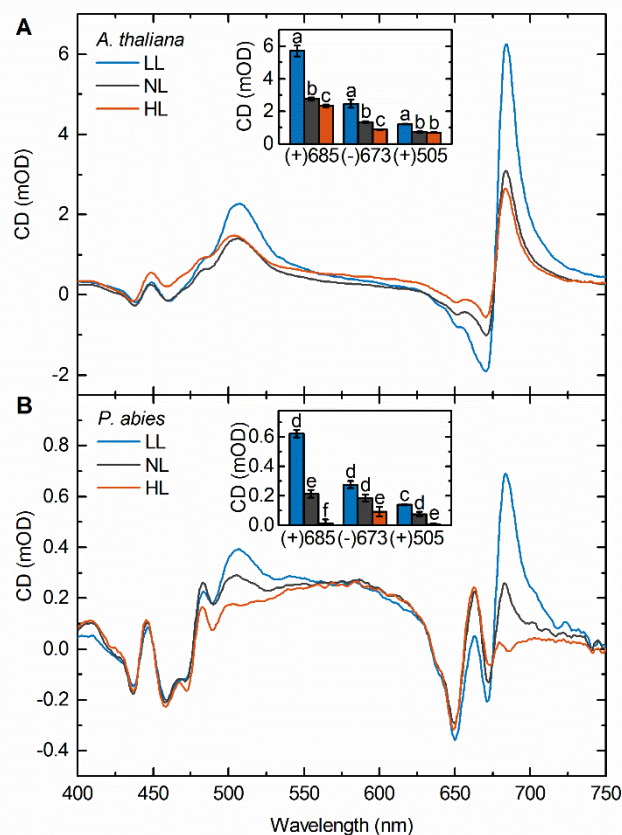 A
A. thaliana
LL
NL
HL
CD (mOD)
6
4
2
0
-2
CD (mOD)
6
4
2
0
a
b
c
a
b
c
a
b
b
(+)685 (-)673 (+)505
B
P. abies
LL
NL
HL
CD (mOD)
0.8
0.6
0.4
0.2
0.0
-0.2
-0.4
CD (mOD)
0.6
0.4
0.2
0.0
d
e
f
d
d
e
c
d
e
(+)685 (-)673 (+)505
400 450 500 550 600 650 700 750
Wavelength (nm)